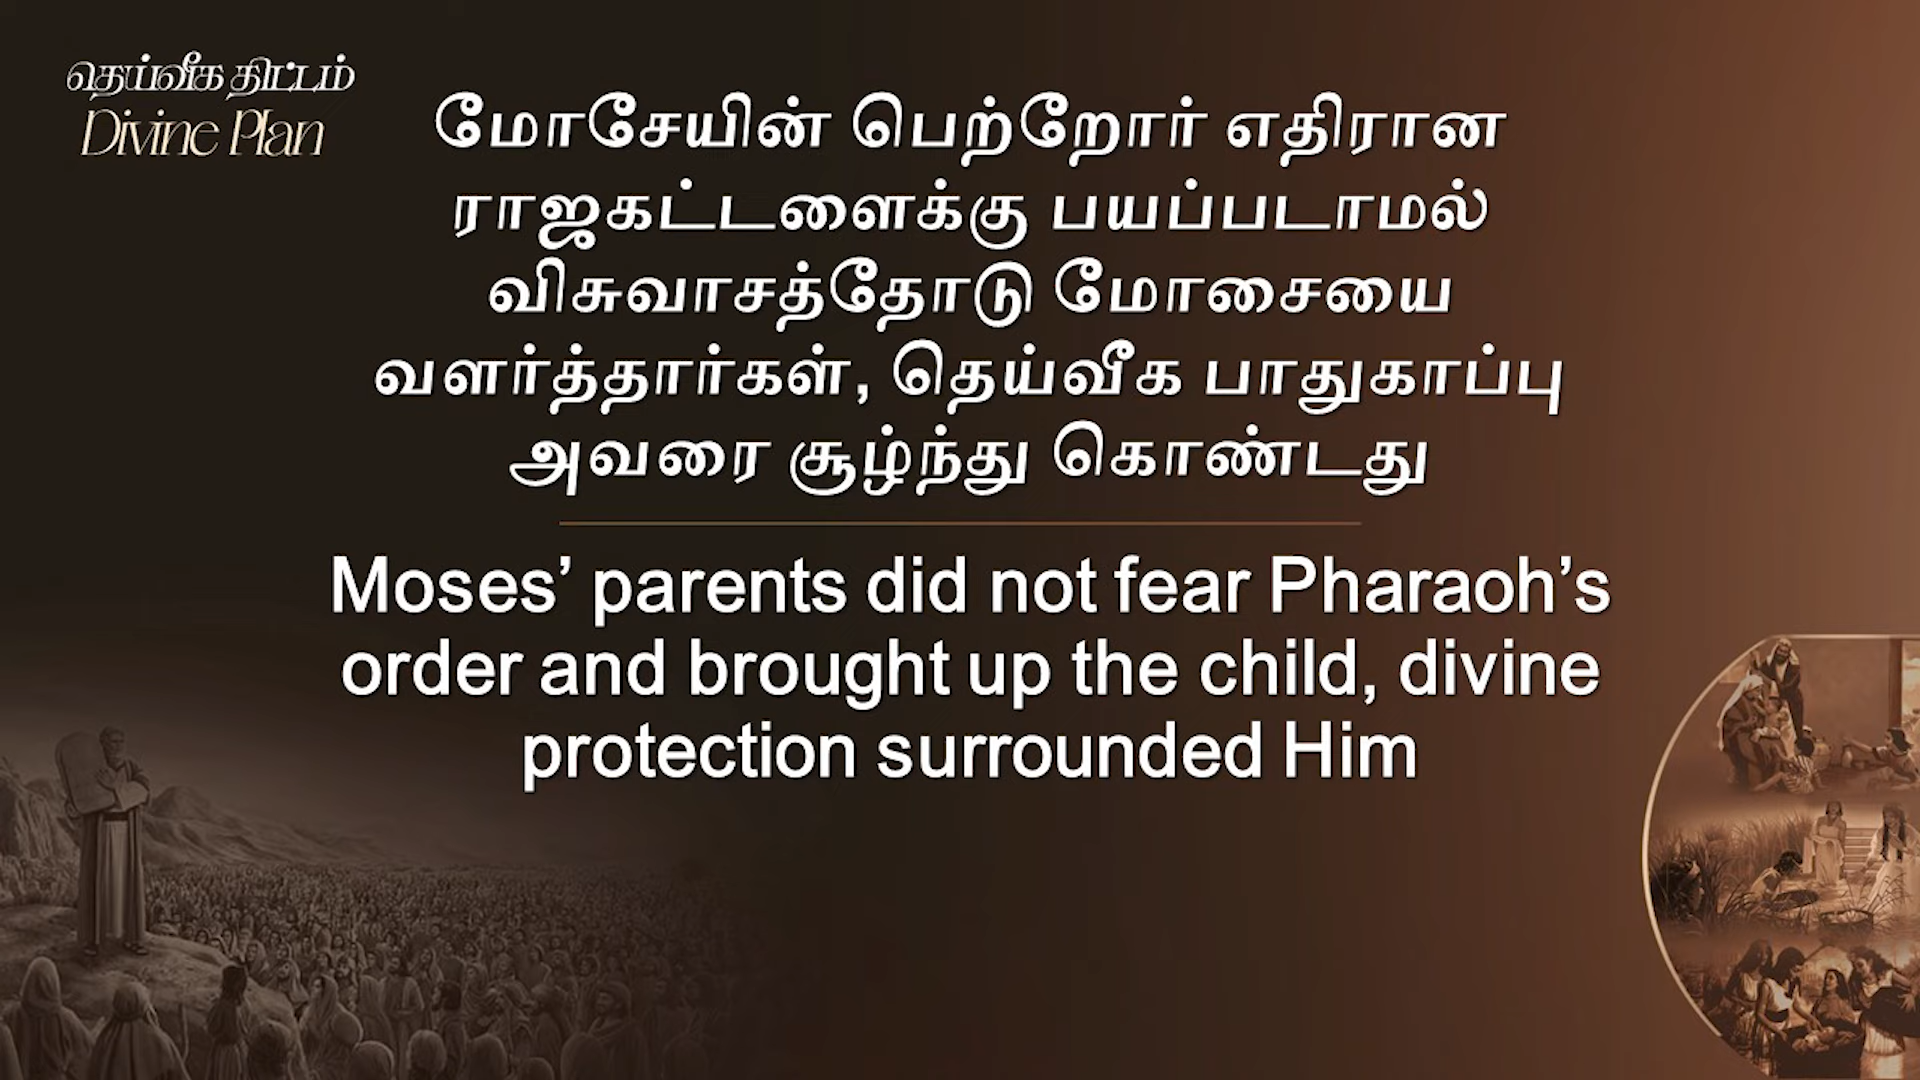 தெய்வீக திட்டம்
Divine Plan
மோசேயின் பெற்றோர் எதிரான
ராஜகட்டளைக்கு பயப்படாமல்
விசுவாசத்தோடு மோசையை
வளர்த்தார்கள், தெய்வீக பாதுகாப்பு
அவரை சூழ்ந்து கொண்டது
Moses’ parents did not fear Pharaoh’s
order and brought up the child, divine
protection surrounded Him